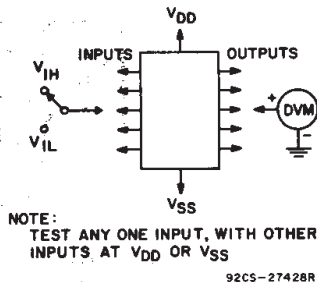 VDD
INPUTS
OUTPUTS
VIH
VIL
+
DVM
-
VSS
NOTE:
TEST ANY ONE INPUT, WITH OTHER
INPUTS AT VDD OR VSS
92CS-27428R